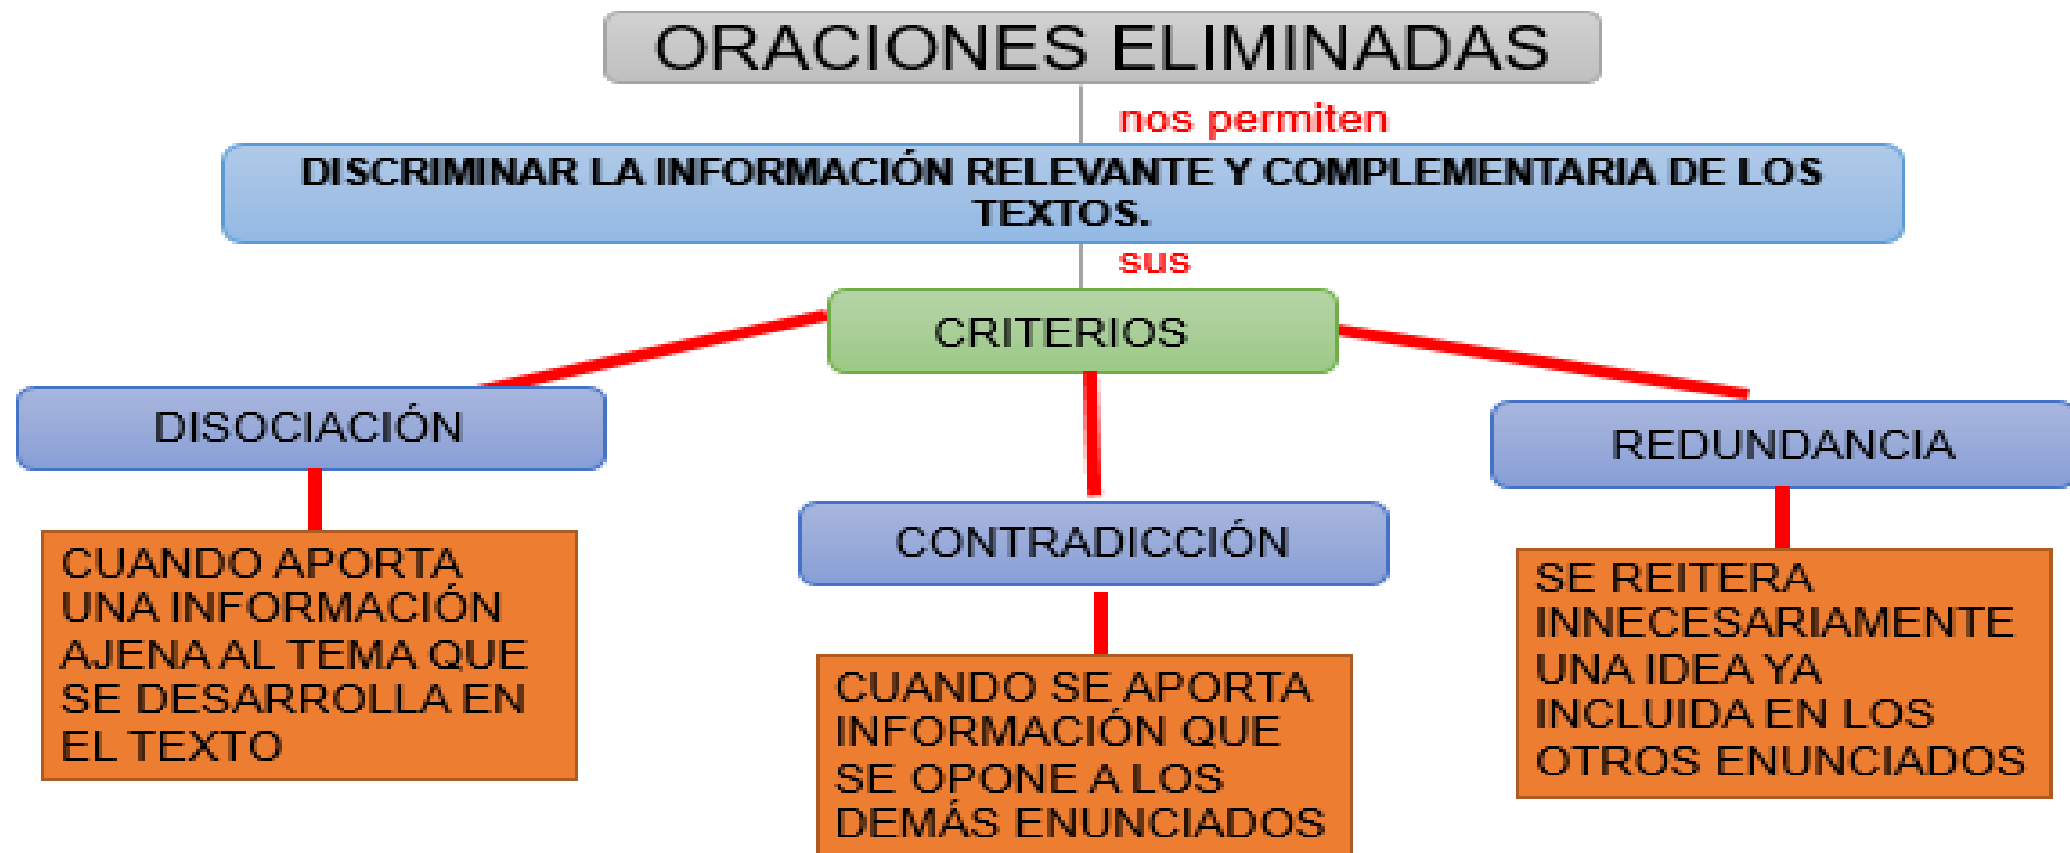 ORACIONES ELIMINADAS
nos permiten
DISCRIMINAR LA INFORMACIÓN RELEVANTE Y COMPLEMENTARIA DE LOS
TEXTOS.
sus
CRITERIOS
DISOCIACIÓN
CUANDO APORTA
UNA INFORMACIÓN
AJENA AL TEMA QUE
SE DESARROLLA EN
EL TEXTO
CONTRADICCIÓN
CUANDO SE APORTA
INFORMACIÓN QUE
SE OPONE A LOS
DEMÁS ENUNCIADOS
REDUNDANCIA
SE REITERA
INNECESARIAMENTE
UNA IDEA YA
INCLUIDA EN LOS
OTROS ENUNCIADOS